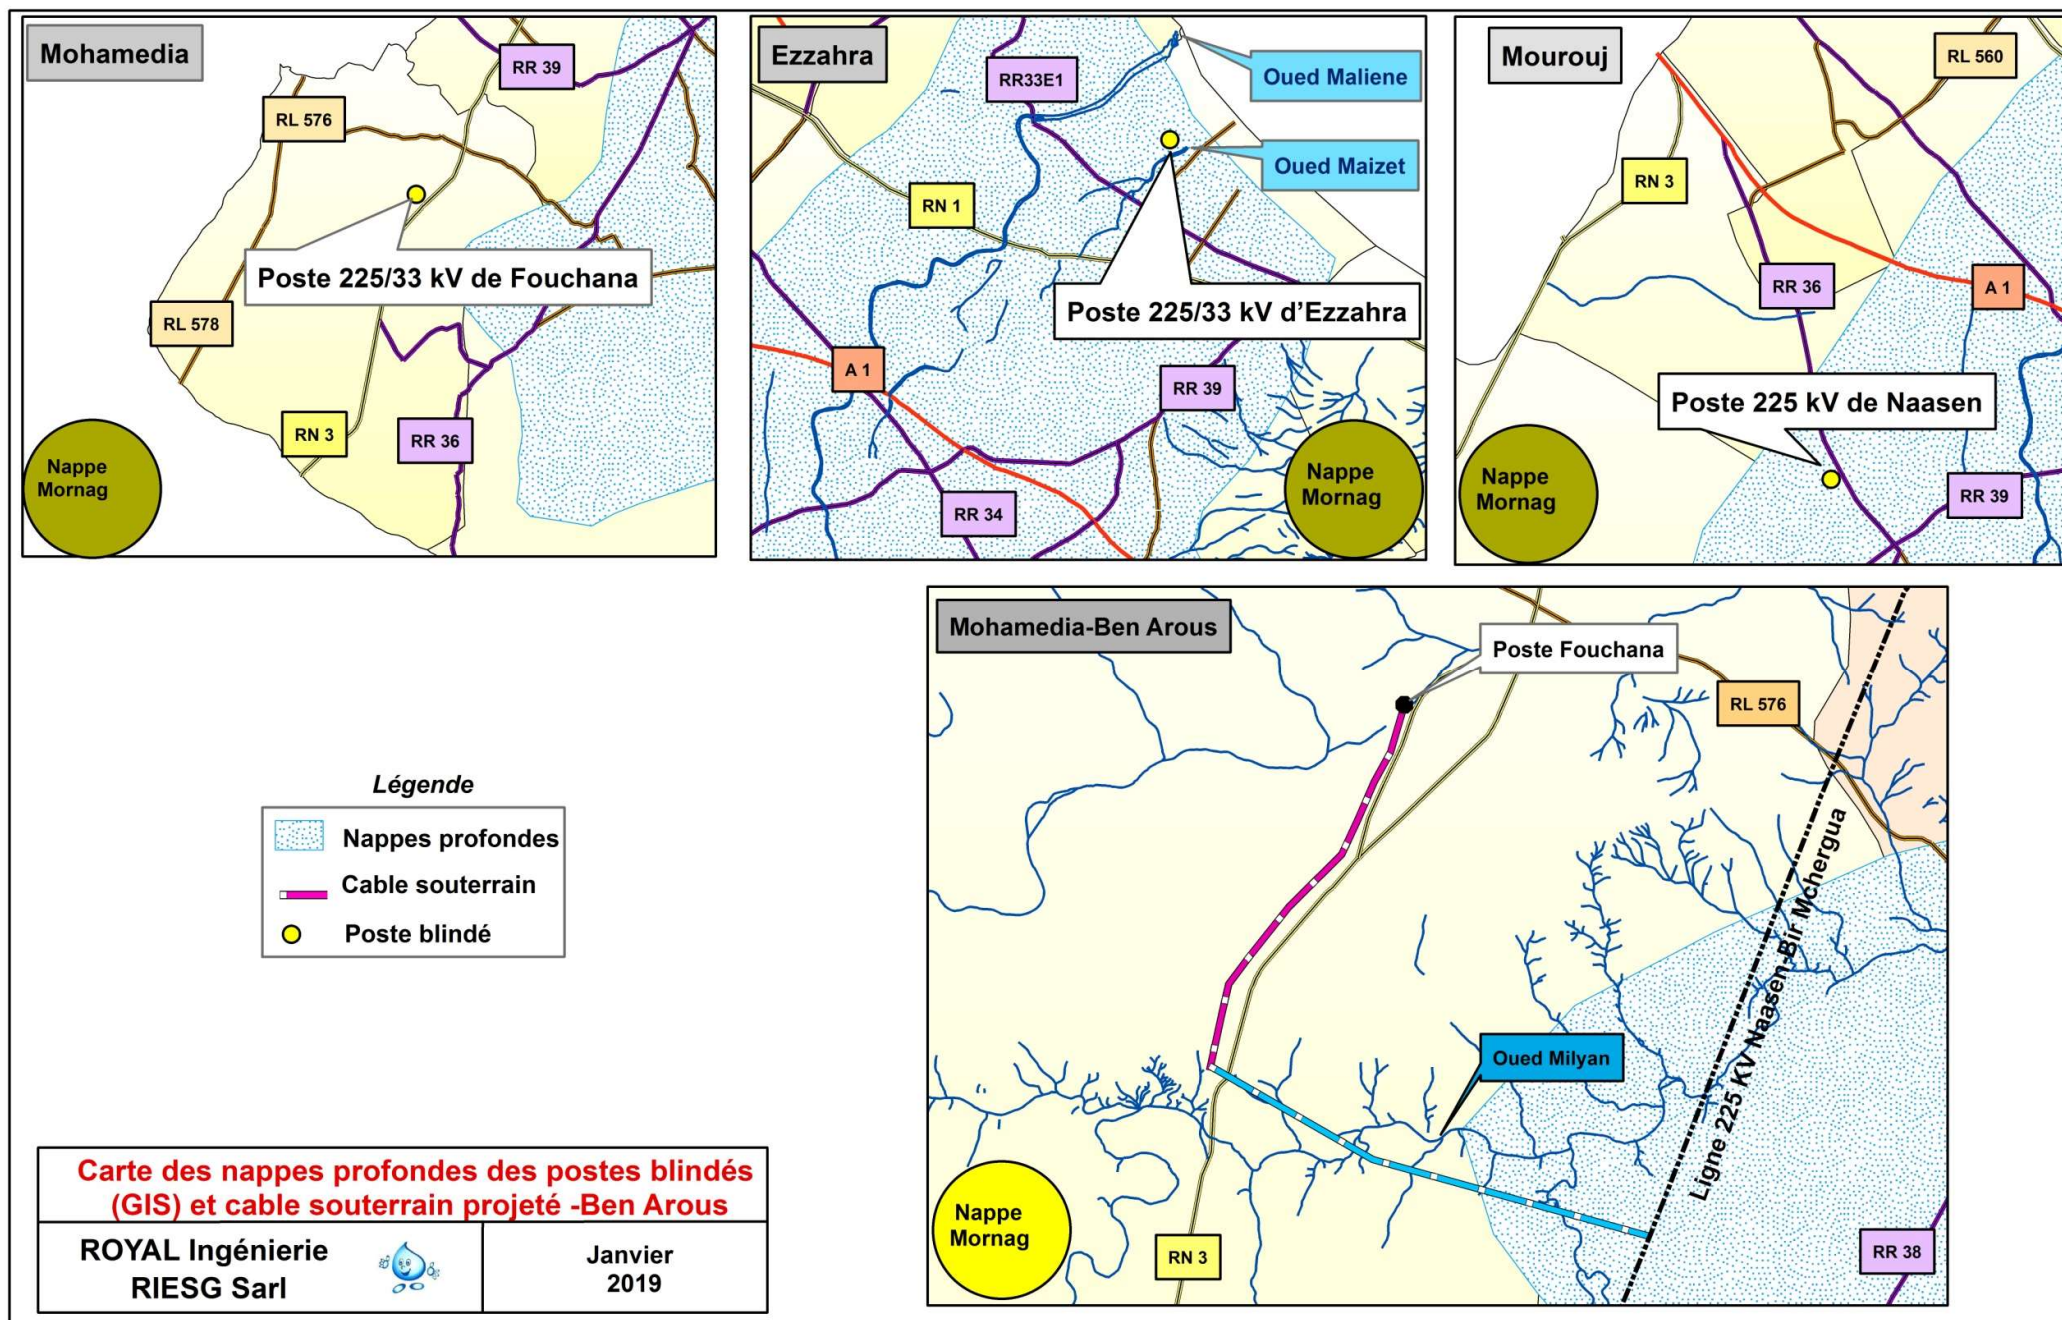 Mohamedia
RR 39
RL 576
Poste 225/33 kV de Fouchana
RL 578
RN 3
RR 36
Nappe
Mornag
Ezzahra
RR33E1
Oued Maliene
Oued Maizet
RN 1
Poste 225/33 kV d'Ezzahra
A 1
RR 39
RR 34
Nappe
Mornag
Mourouj
RL 560
RN 3
RR 36
A 1
Poste 225 kV de Naasen
RR 39
Nappe
Mornag
Mohamedia-Ben Arous
Poste Fouchana
RL 576
Ligne 225 KV Naasen-Bir Mchergua
Oued Milyan
Nappe
Mornag
RN 3
RR 38
Légende
Nappes profondes
Cable souterrain
Poste blindé
Carte des nappes profondes des postes blindés
(GIS) et cable souterrain projeté -Ben Arous
ROYAL Ingénierie
RIESG Sarl
Janvier
2019